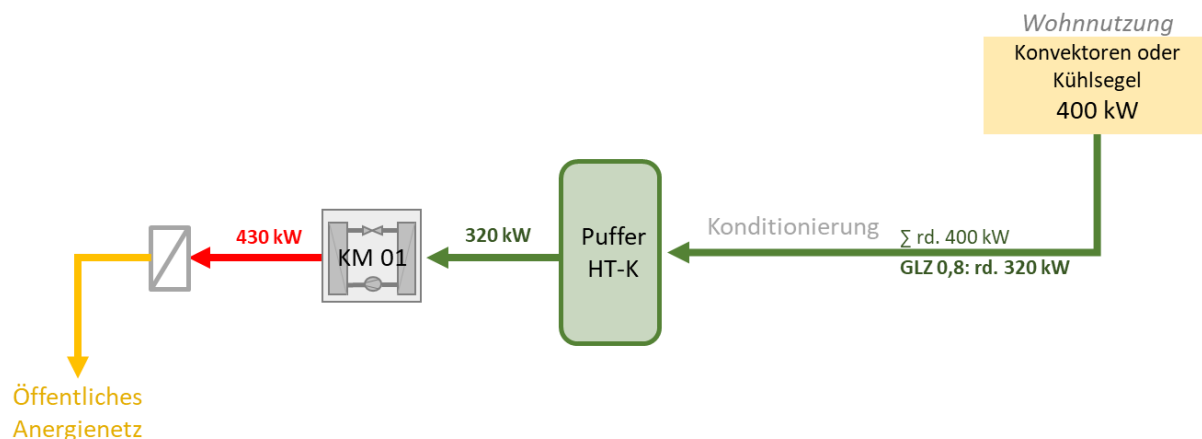 Wohnnutzung
Konvektoren oder
Kühlsegel
400 kW
Konditionierung
∑ rd. 400 kW
GLZ 0,8: rd. 320 kW
Puffer
HT-K
320 kW
KM 01
430 kW
Öffentliches
Anergienetz